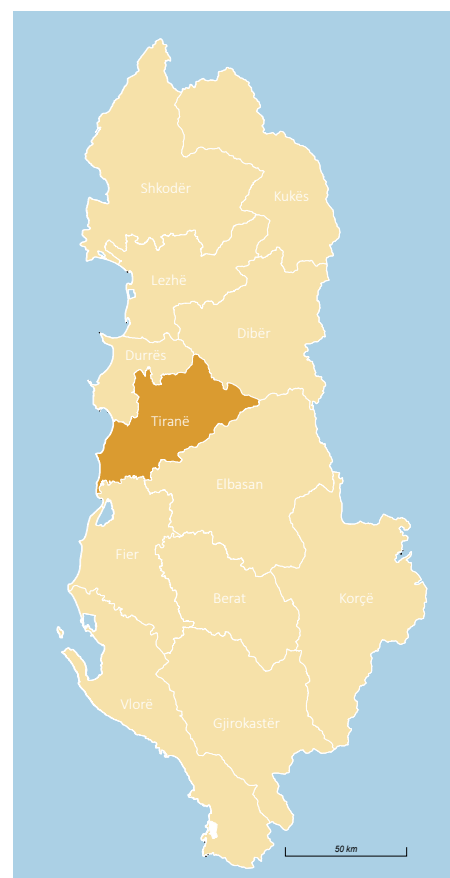 Shkodër
Kukës
Lezhë
Dibër
Durrës
Tiranë
Elbasan
Fier
Berat
Korçë
Vlorë
Gjirokastër
50 km